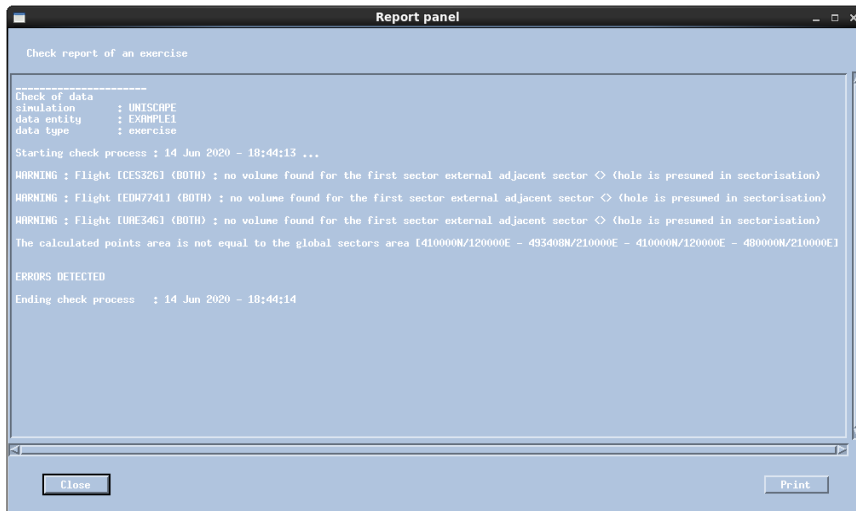 Report panel
Check report of an exercise
Check of data
simulation : UNISCAPE
data entity : EXAMPLE1
data type : exercise
Starting check process : 14 Jun 2020 - 18:44:13 ...
WARNING : Flight [CES326] (BOTH) : no volume found for the first sector external adjacent sector <> (hole is presumed in sectorisation)
WARNING : Flight [EDW7741] (BOTH) : no volume found for the first sector external adjacent sector <> (hole is presumed in sectorisation)
WARNING : Flight [UAE346] (BOTH) : no volume found for the first sector external adjacent sector <> (hole is presumed in sectorisation)
The calculated points area is not equal to the global sectors area [410000N/120000E - 493408N/210000E - 410000N/120000E - 480000N/210000E]
ERRORS DETECTED
Ending check process : 14 Jun 2020 - 18:44:14
Close
Print